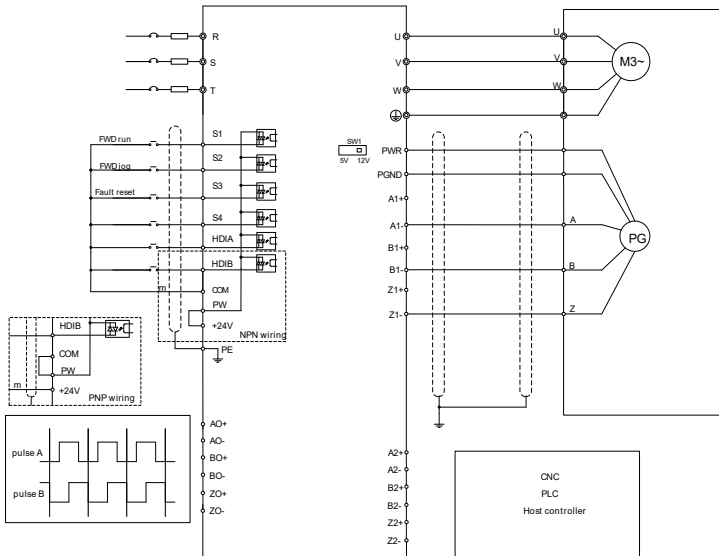 R
S
T
U
V
W
U
V
W
M3~
FWD run
FWD jog
Fault reset
S1
S2
S3
S4
HDIA
HDIB
COM
PW
+24V
NPN wiring
PE
m
SW1
5V 12V
PWR
PGND
A1+
A1-
B1+
B1-
Z1+
Z1-
A
B
Z
PG
HDIB
COM
PW
+24V
m
PNP wiring
pulse A
pulse B
AO+
AO-
BO+
BO-
ZO+
ZO-
A2+
A2-
B2+
B2-
Z2+
Z2-
CNC
PLC
Host controller